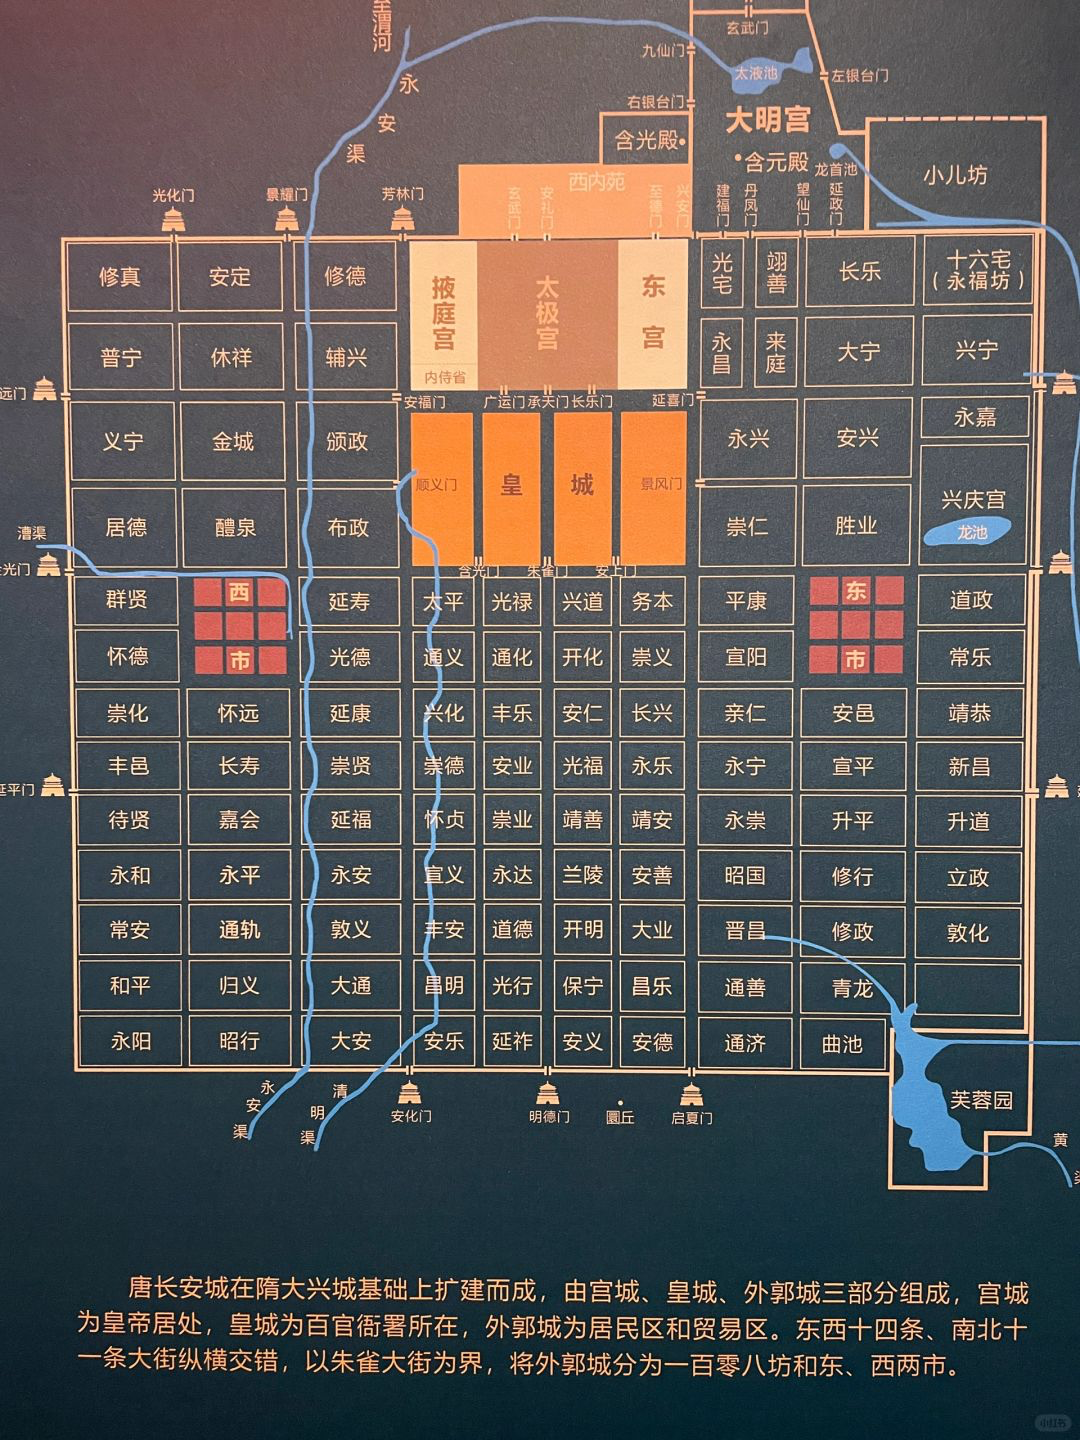 至渭河
玄武门
九仙门
太液池
左银台门
永安渠
右银台门
大明宫
含光殿
含元殿
龙首池
小儿坊
西内苑
光化门
景耀门
芳林门
玄武门
安礼门
至德门
兴安门
建福门
丹凤门
望仙门
延政门
修真
安定
修德
掖庭宫
太极宫
东宫
光宅
翊善
长乐
十六宅
(永福坊)
普宁
休祥
辅兴
内侍省
永昌
来庭
大宁
兴宁
远门
安福门
广运门
承天门
长乐门
延喜门
义宁
金城
颁政
永兴
安兴
永嘉
顺义门
皇城
景风门
兴庆宫
龙池
居德
醴泉
布政
崇仁
胜业
漕渠
光门
含光门
朱雀门
安上门
群贤
西市
延寿
太平
光禄
兴道
务本
平康
东市
道政
怀德
光德
通义
通化
开化
崇义
宣阳
常乐
崇化
怀远
延康
兴化
丰乐
安仁
长兴
亲仁
安邑
靖恭
丰邑
长寿
崇贤
崇德
安业
光福
永乐
永宁
宣平
新昌
延平门
待贤
嘉会
延福
怀贞
崇业
靖善
靖安
永崇
升平
升道
永和
永平
永安
宣义
永达
兰陵
安善
昭国
修行
立政
常安
通轨
敦义
丰安
道德
开明
大业
晋昌
修政
敦化
和平
归义
大通
昌明
光行
保宁
昌乐
通善
青龙
永阳
昭行
大安
安乐
延祚
安义
安德
通济
曲池
永安渠
清明渠
安化门
明德门
圜丘
启夏门
芙蓉园
黄
唐长安城在隋大兴城基础上扩建而成，由宫城、皇城、外郭城三部分组成，宫城
为皇帝居处，皇城为百官衙署所在，外郭城为居民区和贸易区。东西十四条、南北十
一条大街纵横交错，以朱雀大街为界，将外郭城分为一百零八坊和东、西两市。
小红书